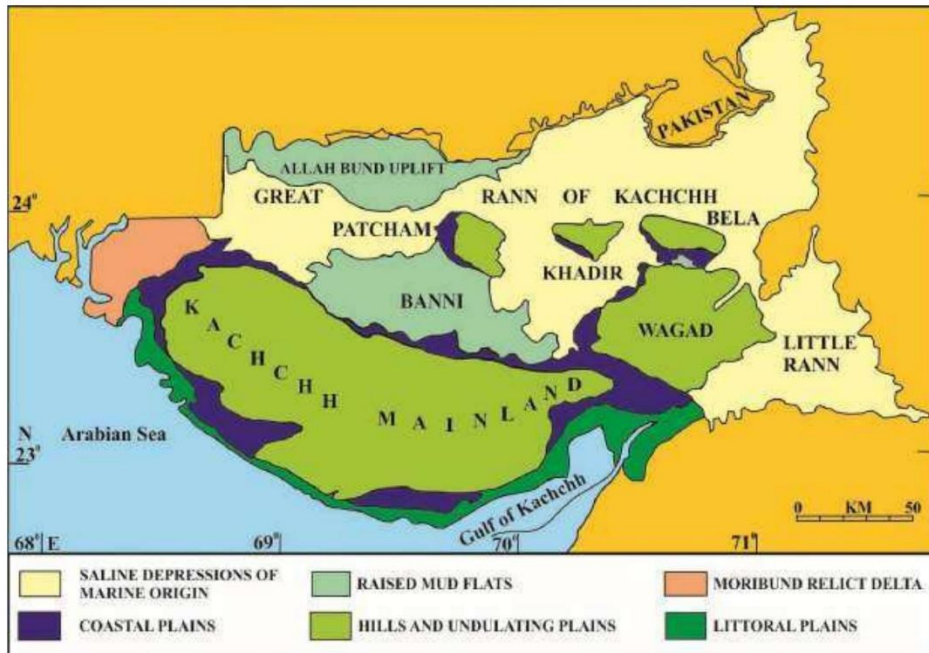 PAKISTAN
ALLAH BUND UPLIFT
24°
GREAT RANN OF KACHCHH
PATCHAM
BELA
KHADIR
BANNI
WAGAD
LITTLE
RANN
KACHCHH MAINLAND
N
23°
Arabian Sea
Gulf of Kachchh
0 KM 50
68° E
69°
70°
71°
SALINE DEPRESSIONS OF
MARINE ORIGIN
RAISED MUD FLATS
MORIBUND RELICT DELTA
COASTAL PLAINS
HILLS AND UNDULATING PLAINS
LITTORAL PLAINS